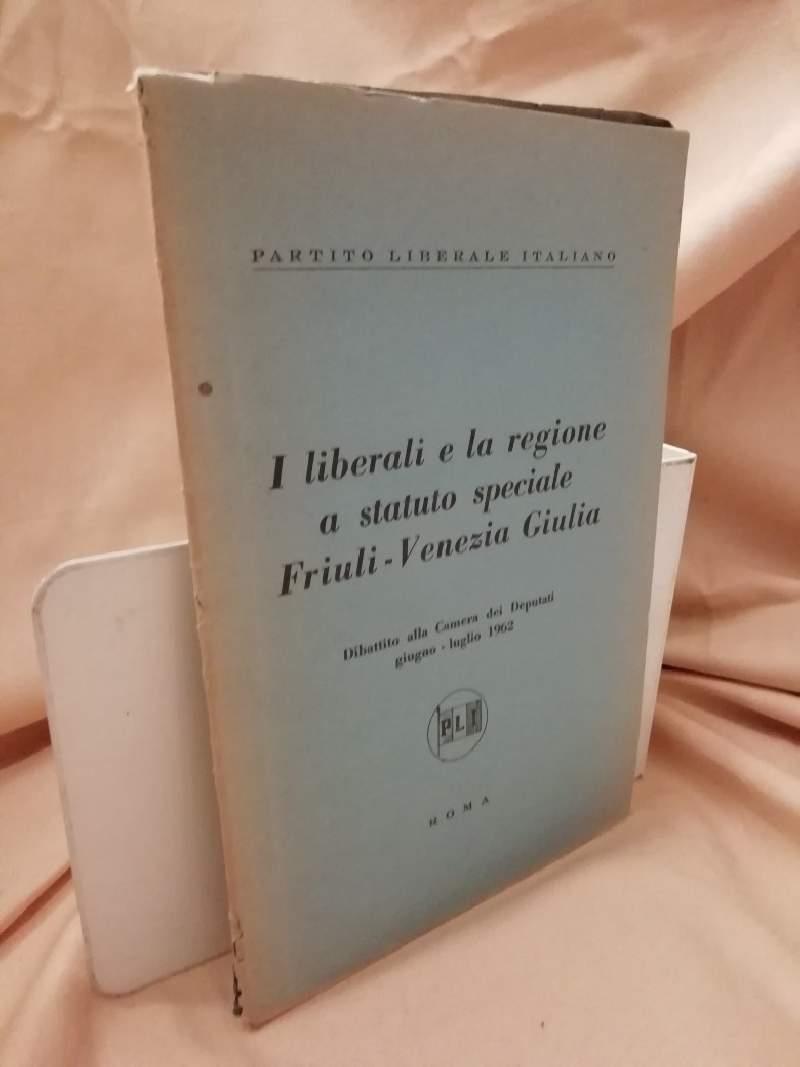 PARTITO LIBERALE ITALIANO
I liberali e la regione
a statuto speciale
Friuli-Venezia Giulia
Dibattito alla Camera dei Deputati
giugno - luglio 1962
PLI
ROMA